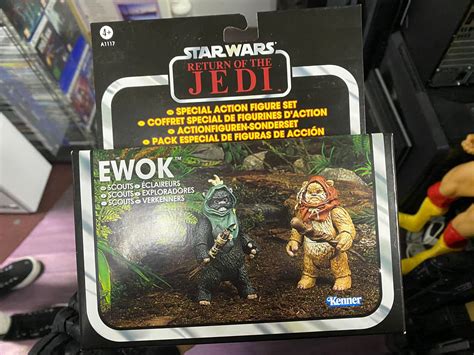 4+
A1117
STAR WARS
RETURN OF THE
JEDI
• SPECIAL ACTION FIGURE SET
• COFFRET SPECIAL DE FIGURINES D'ACTION
• ACTIONFIGUREN-SONDERSET
• PACK ESPECIAL DE FIGURAS DE ACCIÓN
EWOK™
SCOUTS • ÉCLAIREURS
SCOUTS • EXPLORADORES
SCOUTS • VERKENNERS
Kenner